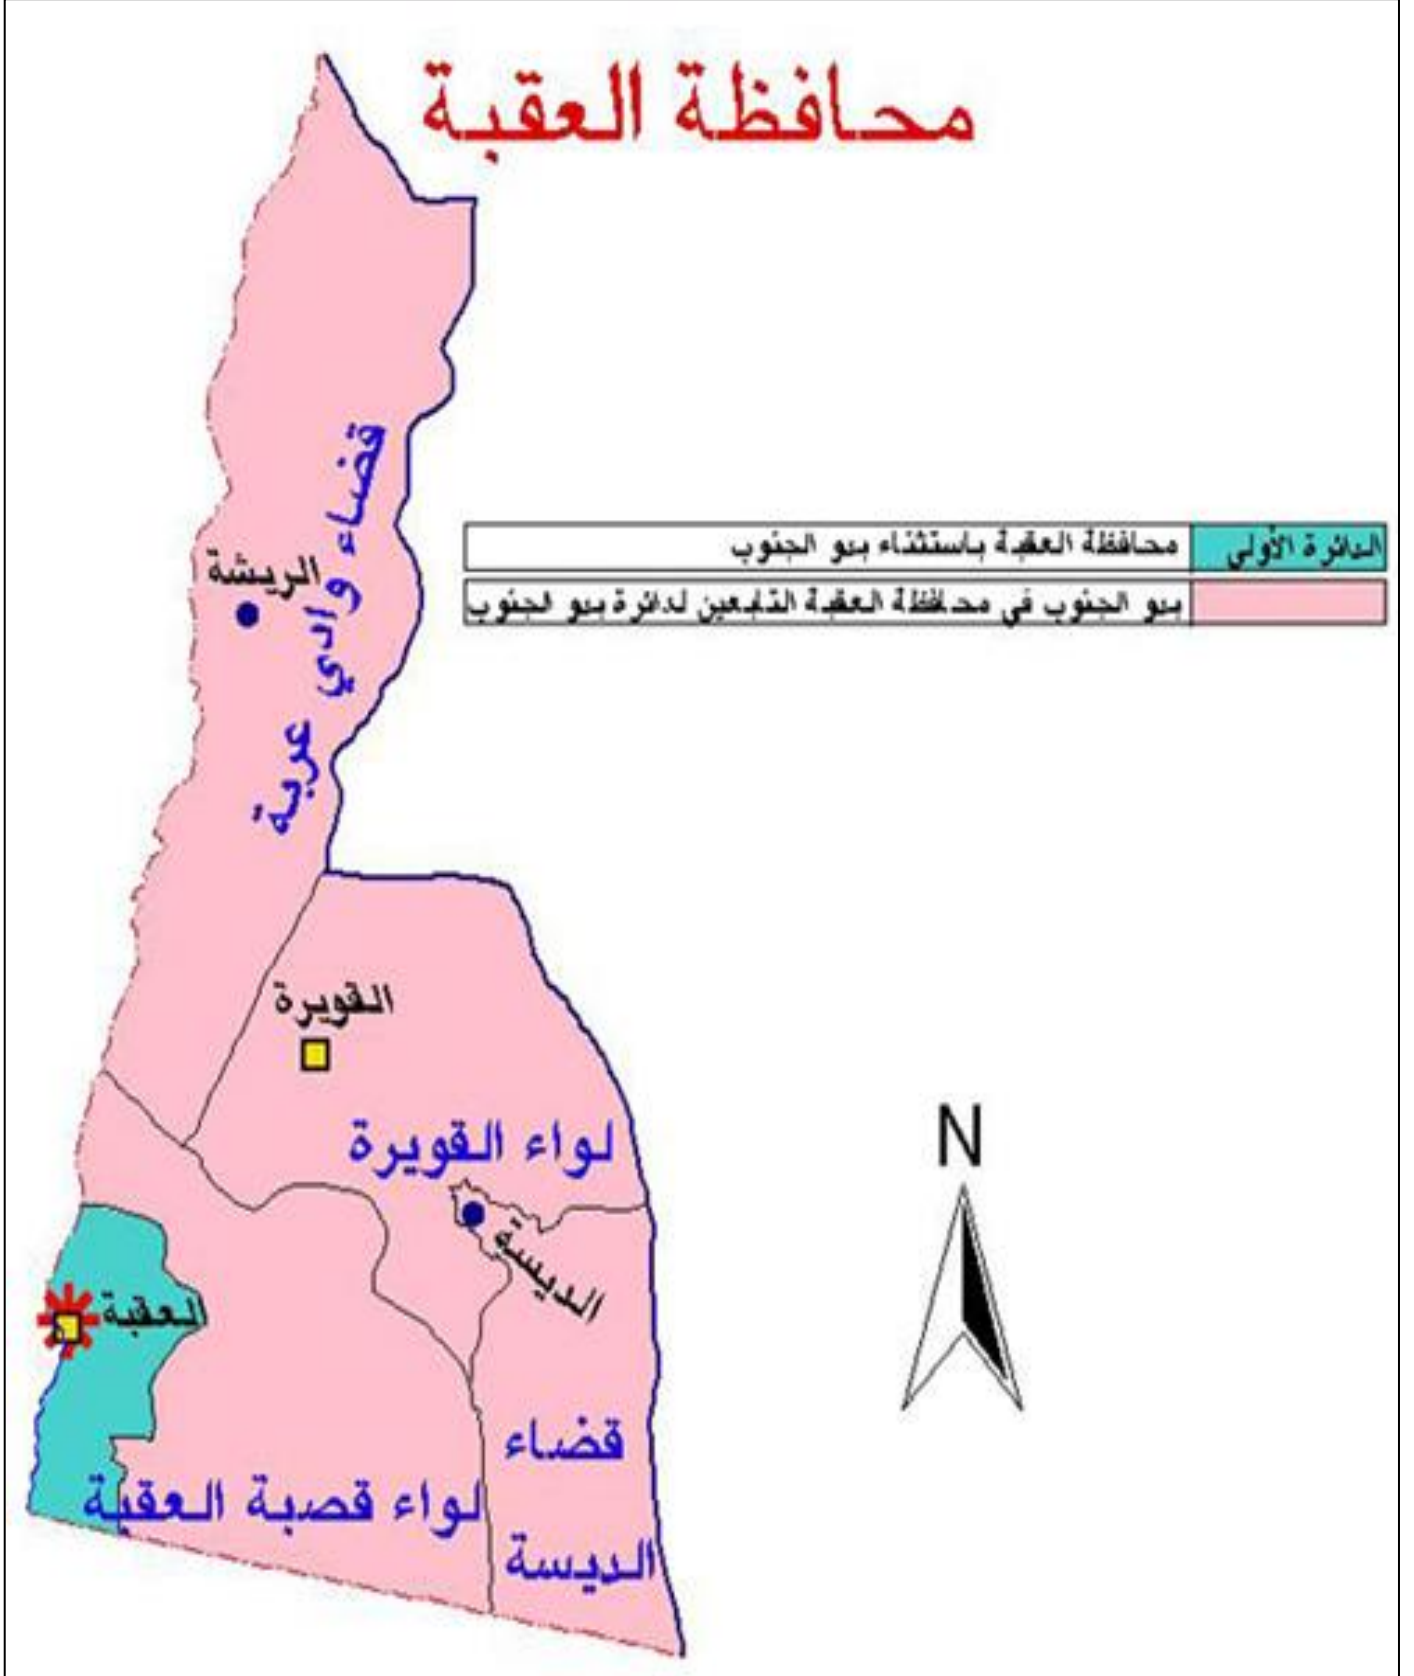 محافظة العقبة
الدائرة الأولى
محافظة العقبة باستثناء بدو الجنوب
بدو الجنوب في محافظة العقبة التابعين لدائرة بدو الجنوب
قضاء وادي عربة
الريشة
القويرة
لواء القويرة
N
الديسة
العقبة
قضاء
الديسة
لواء قصبة العقبة